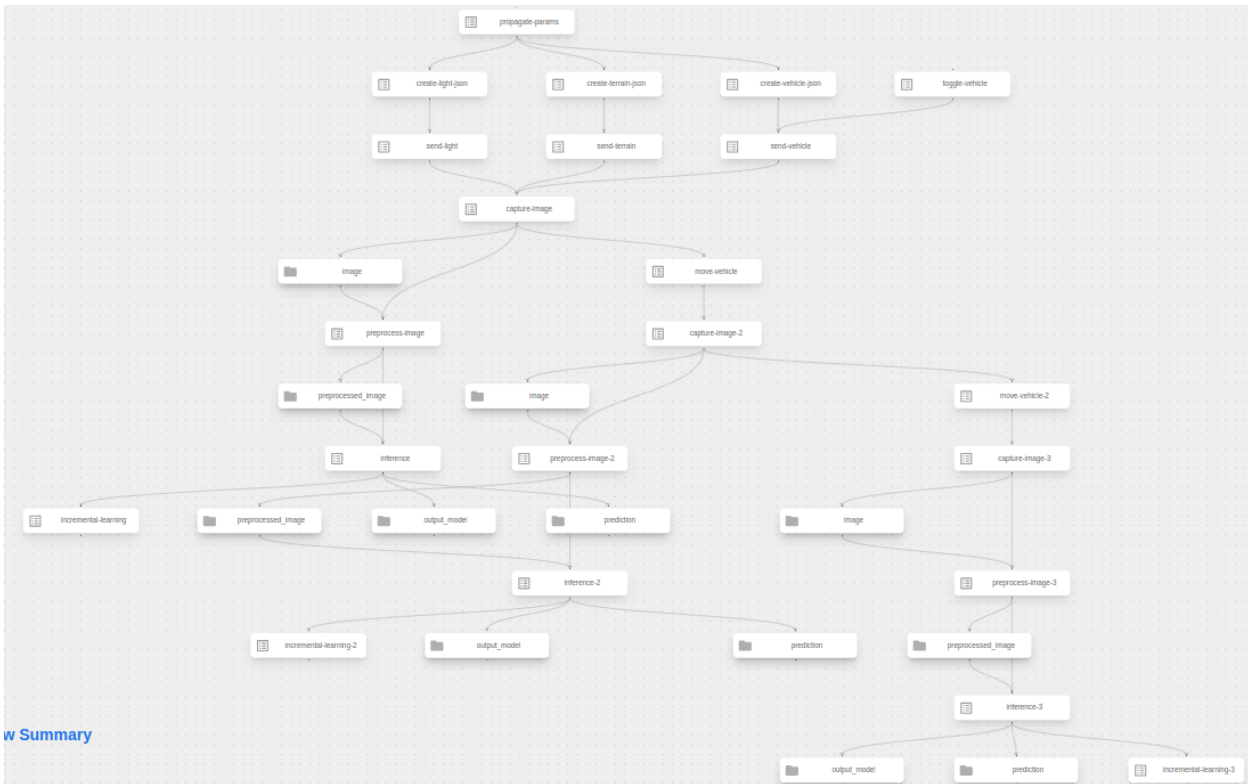 propagate-params
create-light-json
create-terrain-json
create-vehicle-json
toggle-vehicle
send-light
send-terrain
send-vehicle
capture-image
image
move-vehicle
preprocess-image
capture-image-2
preprocessed_image
image
move-vehicle-2
inference
preprocess-image-2
capture-image-3
incremental-learning
preprocessed_image
output_model
prediction
image
inference-2
preprocess-image-3
incremental-learning-2
output_model
prediction
preprocessed_image
inference-3
w Summary
output_model
prediction
incremental-learning-3